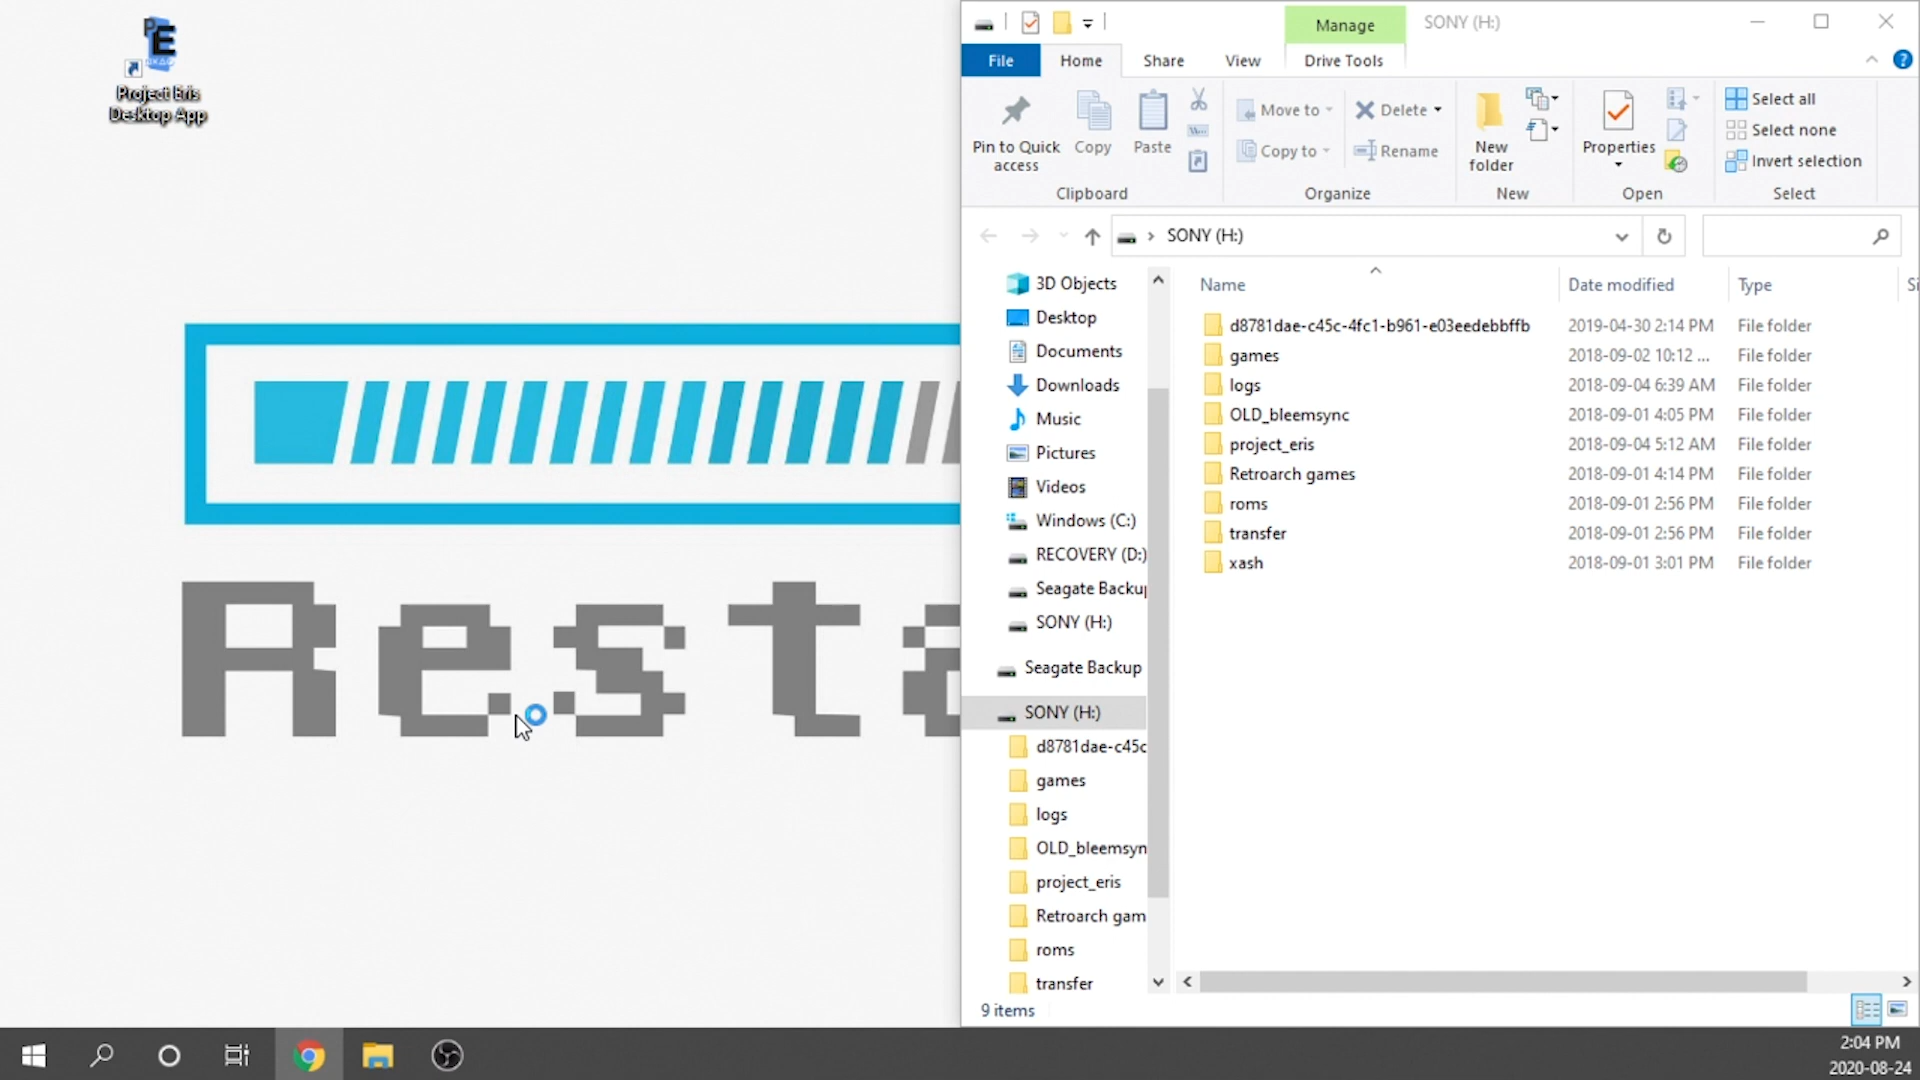 PE
Project Eris
Desktop App
Resta
Manage
SONY (H:)
File
Home
Share
View
Drive Tools
Pin to Quick
access
Copy
Paste
Move to
Copy to
Delete
Rename
New
folder
Properties
Select all
Select none
Invert selection
Clipboard
Organize
New
Open
Select
SONY (H:)
3D Objects
Desktop
Documents
Downloads
Music
Pictures
Videos
Windows (C:)
RECOVERY (D:)
Seagate Backu
SONY (H:)
Seagate Backup
SONY (H:)
d8781dae-c45c
games
logs
OLD_bleemsyn
project_eris
Retroarch gam
roms
transfer
Name Date modified Type Si
d8781dae-c45c-4fc1-b961-e03eedebbffb 2019-04-30 2:14 PM File folder
games 2018-09-02 10:12 ... File folder
logs 2018-09-04 6:39 AM File folder
OLD_bleemsync 2018-09-01 4:05 PM File folder
project_eris 2018-09-04 5:12 AM File folder
Retroarch games 2018-09-01 4:14 PM File folder
roms 2018-09-01 2:56 PM File folder
transfer 2018-09-01 2:56 PM File folder
xash 2018-09-01 3:01 PM File folder
9 items
2:04 PM
2020-08-24